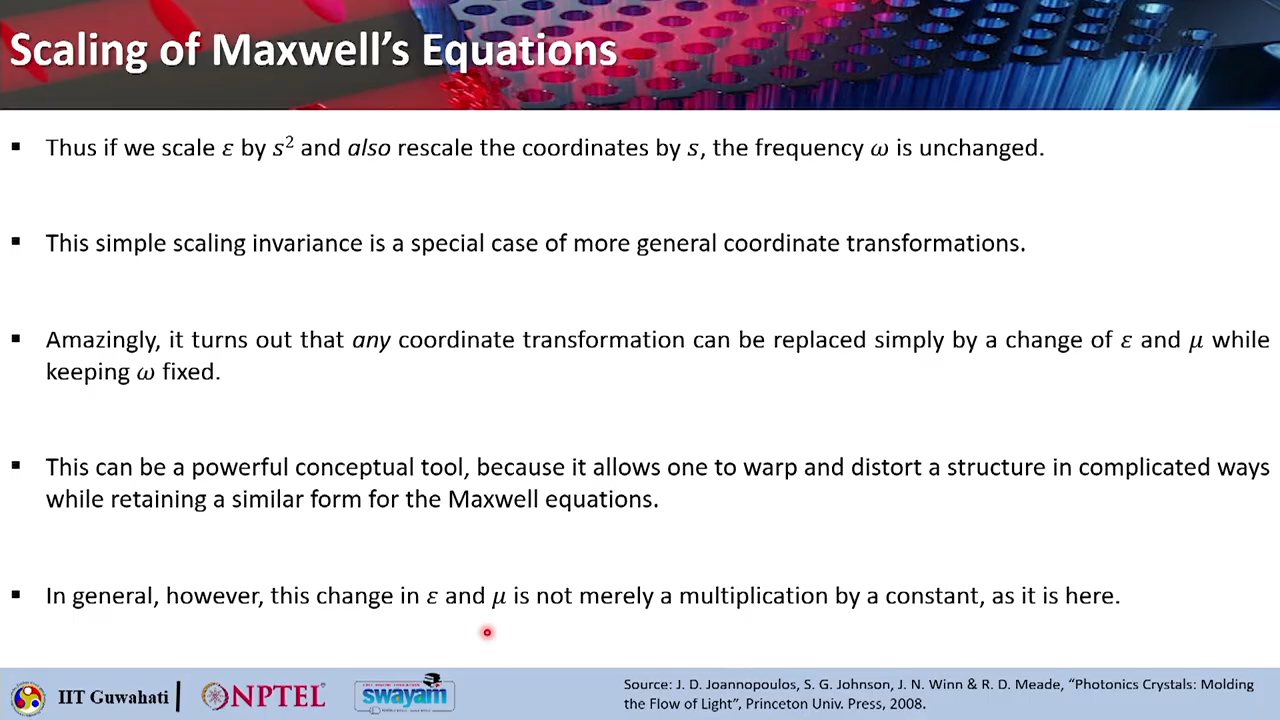 Scaling of Maxwell's Equations
▪ Thus if we scale ε by s² and also rescale the coordinates by s, the frequency ω is unchanged.
▪ This simple scaling invariance is a special case of more general coordinate transformations.
▪ Amazingly, it turns out that any coordinate transformation can be replaced simply by a change of ε and μ while
keeping ω fixed.
▪ This can be a powerful conceptual tool, because it allows one to warp and distort a structure in complicated ways
while retaining a similar form for the Maxwell equations.
▪ In general, however, this change in ε and μ is not merely a multiplication by a constant, as it is here.
IIT Guwahati
NPTEL
swayam
Source: J. D. Joannopoulos, S. G. Johnson, J. N. Winn & R. D. Meade, "Photonics Crystals: Molding
the Flow of Light", Princeton Univ. Press, 2008.